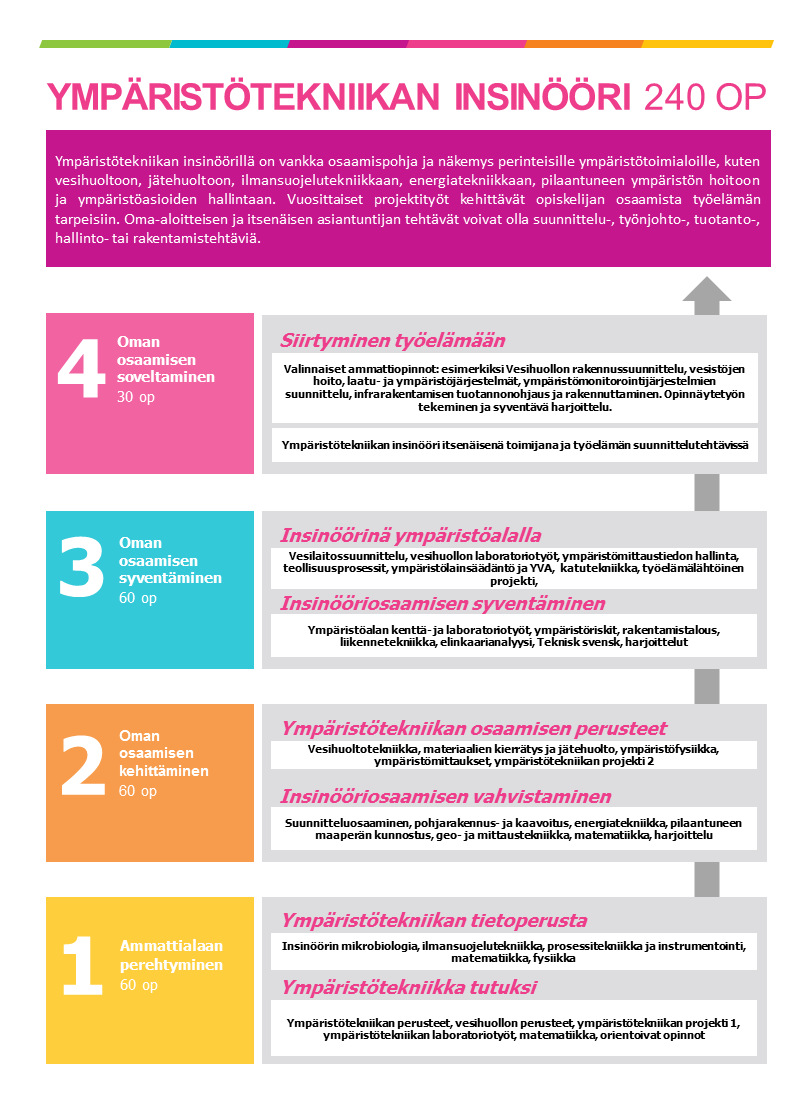 YMPÄRISTÖTEKNIIKAN INSINÖÖRI 240 OP
Ympäristötekniikan insinöörillä on vankka osaamispohja ja näkemys perinteisille ympäristötoimialoille, kuten
vesihuoltoon, jätehuoltoon, ilmansuojelutekniikkaan, energiatekniikkaan, pilaantuneen ympäristön hoitoon
ja ympäristöasioiden hallintaan. Vuosittaiset projektityöt kehittävät opiskelijan osaamista työelämän
tarpeisiin. Oma-aloitteisen ja itsenäisen asiantuntijan tehtävät voivat olla suunnittelu-, työnjohto-, tuotanto-,
hallinto- tai rakentamistehtäviä.
4
Oman
osaamisen
soveltaminen
30 op
Siirtyminen työelämään
Valinnaiset ammattiopinnot: esimerkiksi Vesihuollon rakennussuunnittelu, vesistöjen
hoito, laatu- ja ympäristöjärjestelmät, ympäristömonitorointijärjestelmien
suunnittelu, infrarakentamisen tuotannonohjaus ja rakennuttaminen. Opinnäytetyön
tekeminen ja syventävä harjoittelu.
Ympäristötekniikan insinööri itsenäisenä toimijana ja työelämän suunnittelutehtävissä
3
Oman
osaamisen
syventäminen
60 op
Insinöörinä ympäristöalalla
Vesilaitossuunnittelu, vesihuollon laboratoriotyöt, ympäristömittaustiedon hallinta,
teollisuusprosessit, ympäristölainsäädäntö ja YVA, katutekniikka, työelämälähtöinen
projekti,
Insinööriosaamisen syventäminen
Ympäristöalan kenttä- ja laboratoriotyöt, ympäristöriskit, rakentamistalous,
liikennetekniikka, elinkaarianalyysi, Teknisk svensk, harjoittelut
2
Oman
osaamisen
kehittäminen
60 op
Ympäristötekniikan osaamisen perusteet
Vesihuoltotekniikka, materiaalien kierrätys ja jätehuolto, ympäristöfysiikka,
ympäristömittaukset, ympäristötekniikan projekti 2
Insinööriosaamisen vahvistaminen
Suunnitteluosaaminen, pohjarakennus- ja kaavoitus, energiatekniikka, pilaantuneen
maaperän kunnostus, geo- ja mittaustekniikka, matematiikka, harjoittelu
1
Ammattialaan
perehtyminen
60 op
Ympäristötekniikan tietoperusta
Insinöörin mikrobiologia, ilmansuojelutekniikka, prosessitekniikka ja instrumentointi,
matematiikka, fysiikka
Ympäristötekniikka tutuksi
Ympäristötekniikan perusteet, vesihuollon perusteet, ympäristötekniikan projekti 1,
ympäristötekniikan laboratoriotyöt, matematiikka, orientoivat opinnot